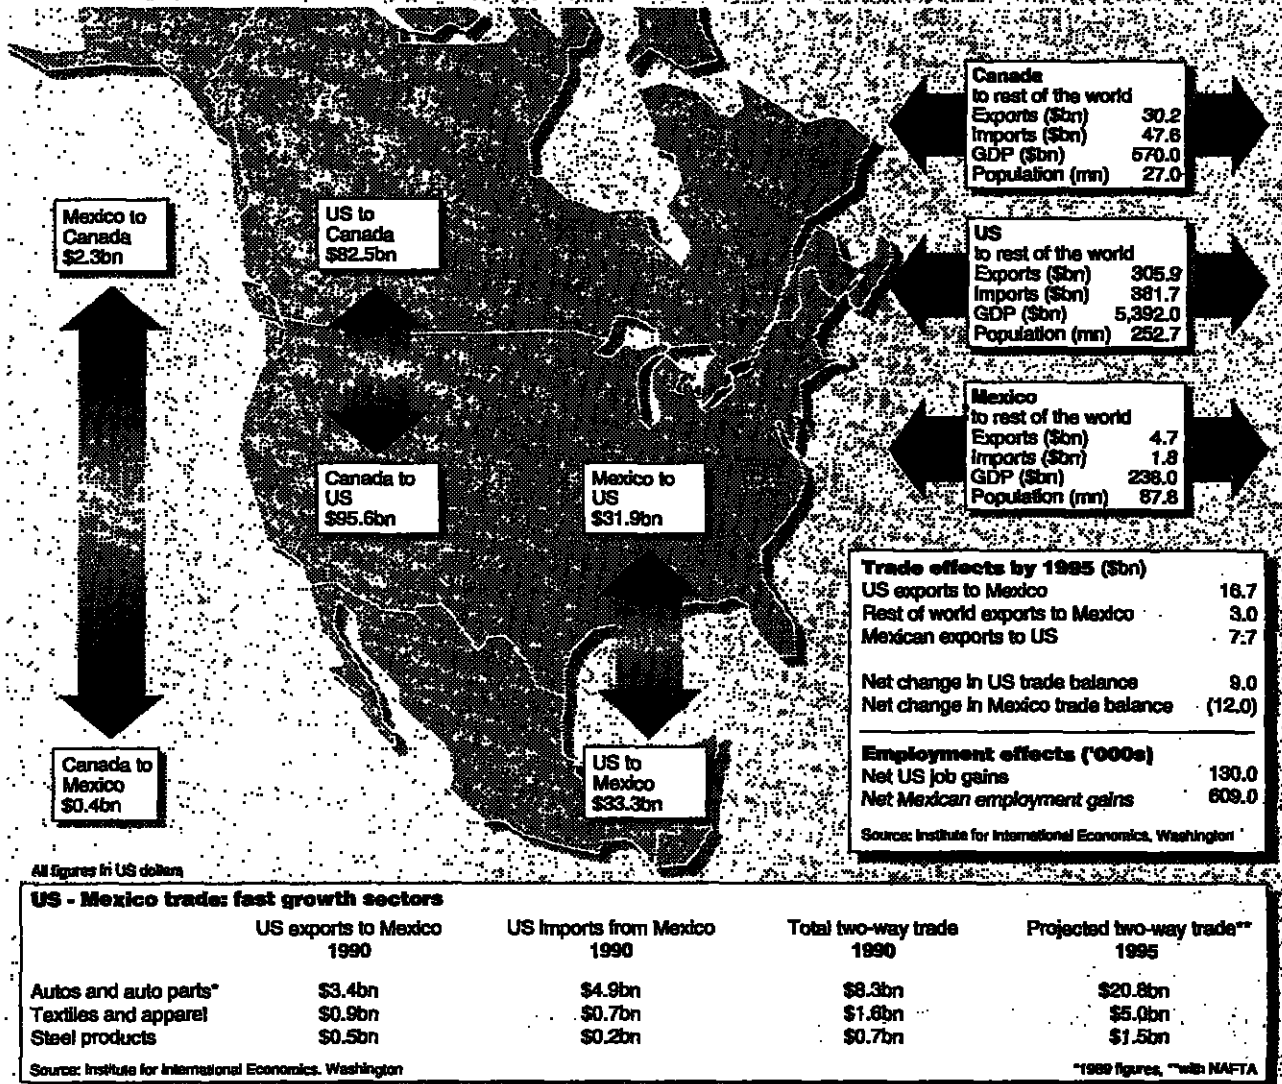 Canada
to rest of the world
Exports ($bn) 30.2
Imports ($bn) 47.6
GDP ($bn) 570.0
Population (mn) 27.0
Mexico to
Canada
$2.3bn
US to
Canada
$82.5bn
US
to rest of the world
Exports ($bn) 305.9
Imports ($bn)
GDP ($bn) 5,392.0
Population (mn) 252.7
Mexico
to rest of the world
Exports ($bn) 4.7
Imports ($bn) 1.8
GDP ($bn) 238.0
Population (mn) 87.8
Canada to
US
$95.6bn
Mexico to
US
$31.9bn
Canada to
Mexico
$0.4bn
US to
Mexico
$33.3bn
Trade effects by 1995 ($bn)
US exports to Mexico 16.7
Rest of world exports to Mexico 3.0
Mexican exports to US 7.7
Net change in US trade balance 9.0
Net change in Mexico trade balance (12.0)
Employment effects ('000s)
Net US job gains 130.0
Net Mexican employment gains 609.0
Source: Institute for International Economics, Washington
All figures in US dollars
US - Mexico trade: fast growth sectors
US exports to Mexico US imports from Mexico Total two-way trade Projected two-way trade**
1990 1990 1990 1995
Autos and auto parts* $3.4bn $4.9bn $8.3bn $20.8bn
Textiles and apparel $0.9bn $0.7bn $1.6bn $5.0bn
Steel products $0.5bn $0.2bn $0.7bn $1.5bn
Source: Institute for International Economics. Washington *1989 figures, **with NAFTA